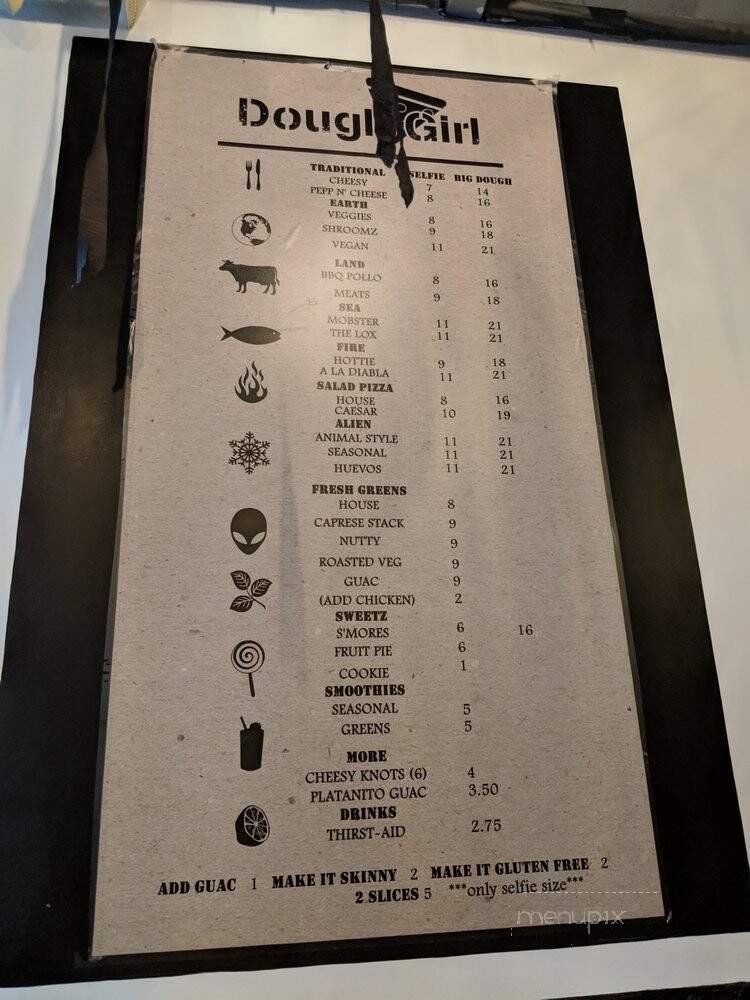 Dough Girl
TRADITIONAL SELFIE BIG DOUGH
CHEESY 7 14
PEPP N' CHEESE 8 16
EARTH
VEGGIES 8 16
SHROOMZ 9 18
VEGAN 11 21
LAND
BBQ POLLO 8 16
MEATS 9 18
SEA
MOBSTER 11 21
THE LOX 11 21
FIRE
HOTTIE 9 18
A LA DIABLA 11 21
SALAD PIZZA
HOUSE 8 16
CAESAR 10 19
ALIEN
ANIMAL STYLE 11 21
SEASONAL 11 21
HUEVOS 11 21
FRESH GREENS
HOUSE 8
CAPRESE STACK 9
NUTTY 9
ROASTED VEG 9
GUAC 9
(ADD CHICKEN) 2
SWEETZ
S'MORES 6 16
FRUIT PIE 6
COOKIE 1
SMOOTHIES
SEASONAL 5
GREENS 5
MORE
CHEESY KNOTS (6) 4
PLATANITO GUAC 3.50
DRINKS
THIRST-AID 2.75
ADD GUAC 1 MAKE IT SKINNY 2 MAKE IT GLUTEN FREE 2
2 SLICES 5 ***only selfie size***
menupix